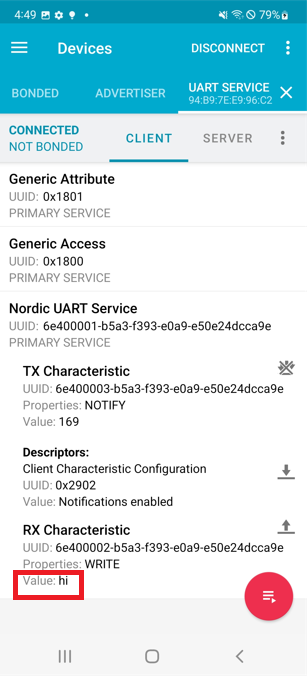 4:49 79%
Devices DISCONNECT
BONDED ADVERTISER UART SERVICE
94:B9:7E:E9:96:C2
CONNECTED
NOT BONDED
CLIENT SERVER
Generic Attribute
UUID: 0x1801
PRIMARY SERVICE
Generic Access
UUID: 0x1800
PRIMARY SERVICE
Nordic UART Service
UUID: 6e400001-b5a3-f393-e0a9-e50e24dcca9e
PRIMARY SERVICE
TX Characteristic
UUID: 6e400003-b5a3-f393-e0a9-e50e24dcca9e
Properties: NOTIFY
Value: 169
Descriptors:
Client Characteristic Configuration
UUID: 0x2902
Value: Notifications enabled
RX Characteristic
UUID: 6e400002-b5a3-f393-e0a9-e50e24dcca9e
Properties: WRITE
Value: hi